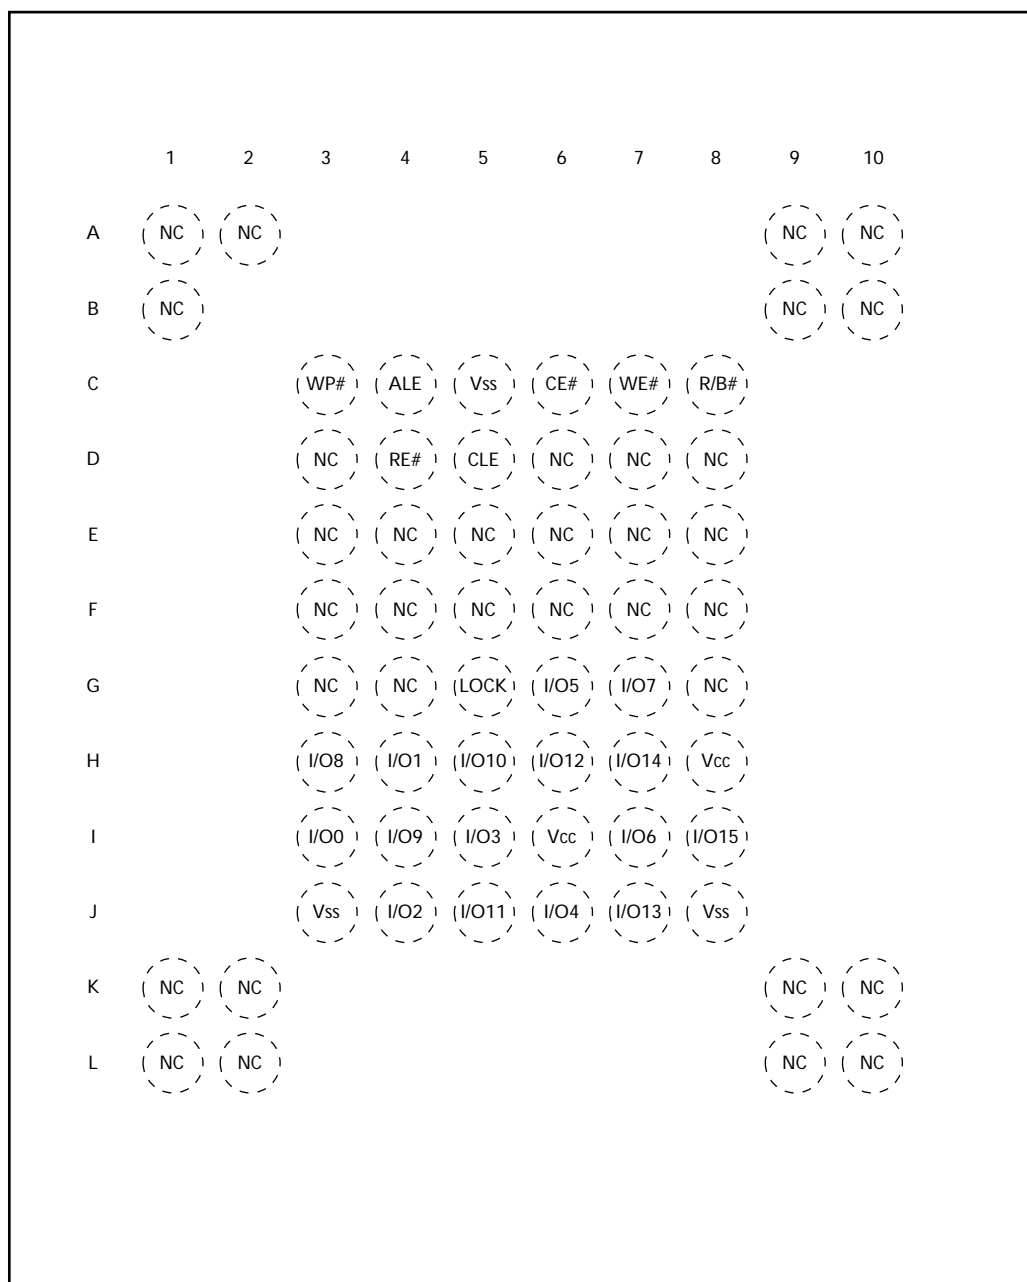 1 2 3 4 5 6 7 8 9 10
A NC NC NC NC
B NC NC NC
C WP# ALE Vss CE# WE# R/B#
D NC RE# CLE NC NC NC
E NC NC NC NC NC NC
F NC NC NC NC NC NC
G NC NC LOCK I/O5 I/O7 NC
H I/O8 I/O1 I/O10 I/O12 I/O14 Vcc
I I/O0 I/O9 I/O3 Vcc I/O6 I/O15
J Vss I/O2 I/O11 I/O4 I/O13 Vss
K NC NC NC NC
L NC NC NC NC